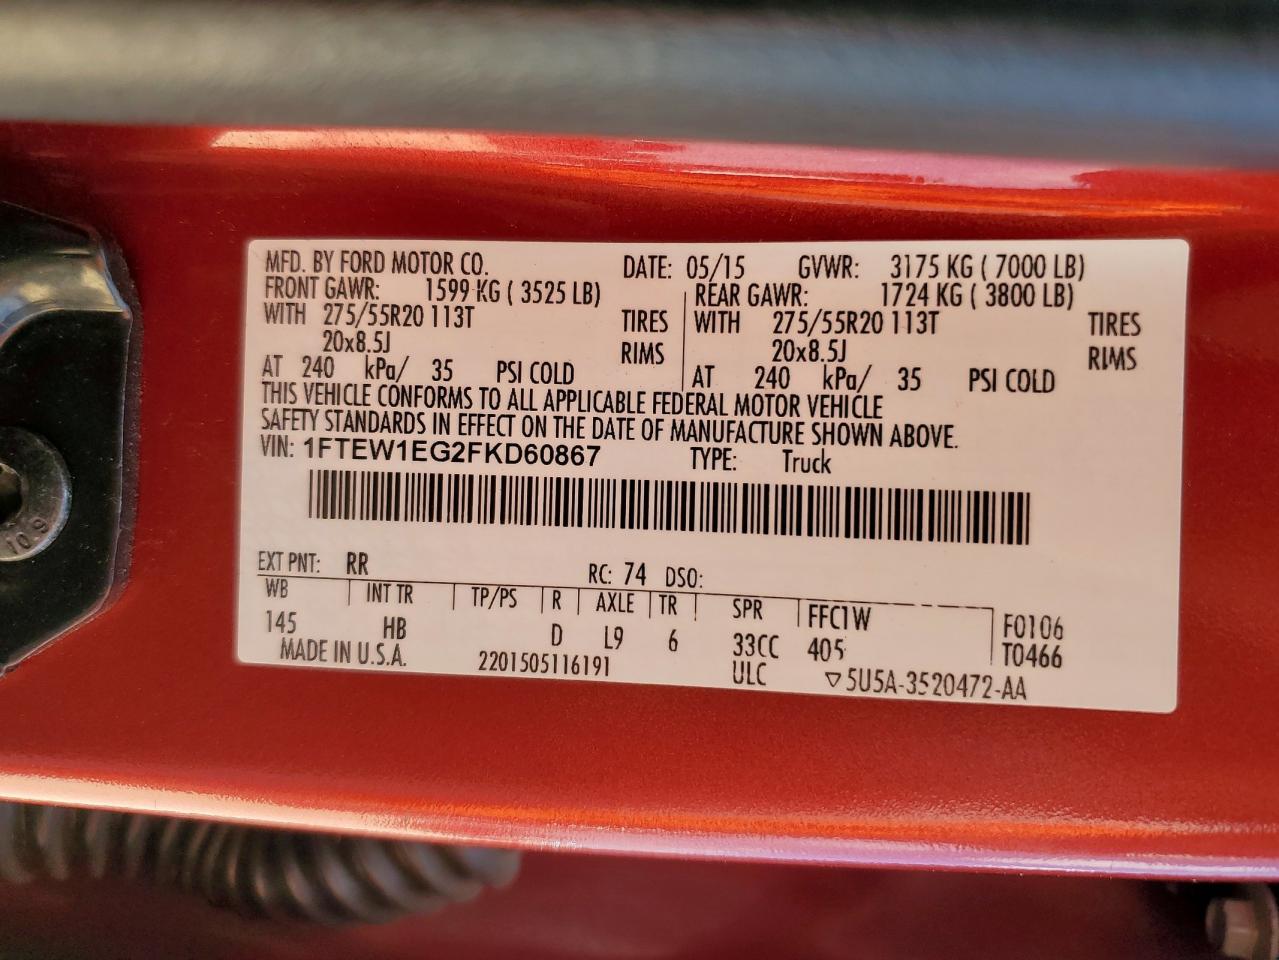 MFD. BY FORD MOTOR CO. DATE: 05/15 GVWR: 3175 KG ( 7000 LB)
FRONT GAWR: 1599 KG ( 3525 LB) REAR GAWR: 1724 KG ( 3800 LB)
WITH 275/55R20 113T TIRES WITH 275/55R20 113T TIRES
20x8.5J RIMS 20x8.5J RIMS
AT 240 kPa/ 35 PSI COLD AT 240 kPa/ 35 PSI COLD
THIS VEHICLE CONFORMS TO ALL APPLICABLE FEDERAL MOTOR VEHICLE
SAFETY STANDARDS IN EFFECT ON THE DATE OF MANUFACTURE SHOWN ABOVE.
VIN: 1FTEW1EG2FKD60867 TYPE: Truck
EXT PNT: RR RC: 74 DSO:
WB INT TR TP/PS R AXLE TR SPR FFC1W F0106
145 HB D L9 6 33CC 405 T0466
MADE IN U.S.A. 2201505116191 ULC ▽5U5A-3520472-AA
10.9